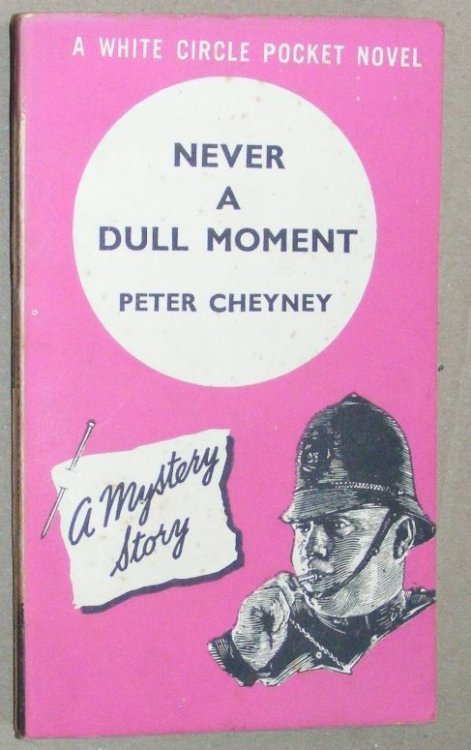 A WHITE CIRCLE POCKET NOVEL
NEVER
A
DULL MOMENT
PETER CHEYNEY
A Mystery
Story